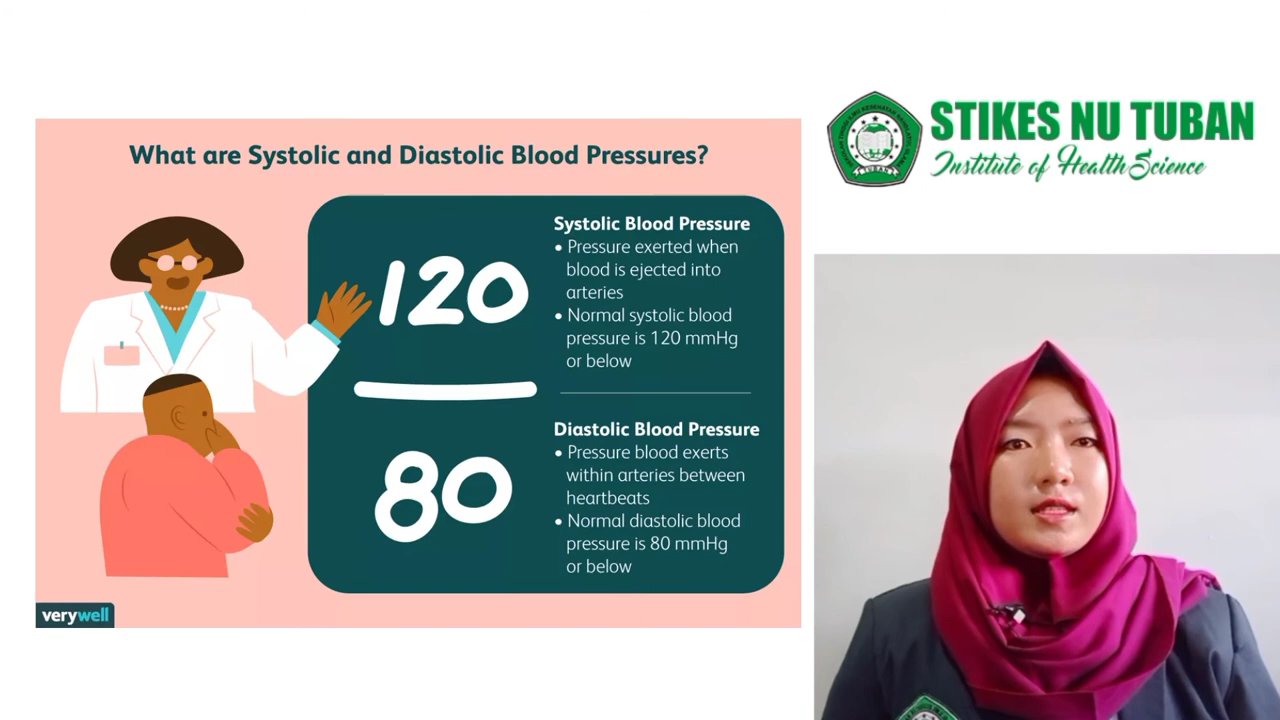 What are Systolic and Diastolic Blood Pressures?
120
80
Systolic Blood Pressure
• Pressure exerted when
blood is ejected into
arteries
• Normal systolic blood
pressure is 120 mmHg
or below
Diastolic Blood Pressure
• Pressure blood exerts
within arteries between
heartbeats
• Normal diastolic blood
pressure is 80 mmHg
or below
verywell
STIKES NU TUBAN
Institute of Health Science
TUBAN